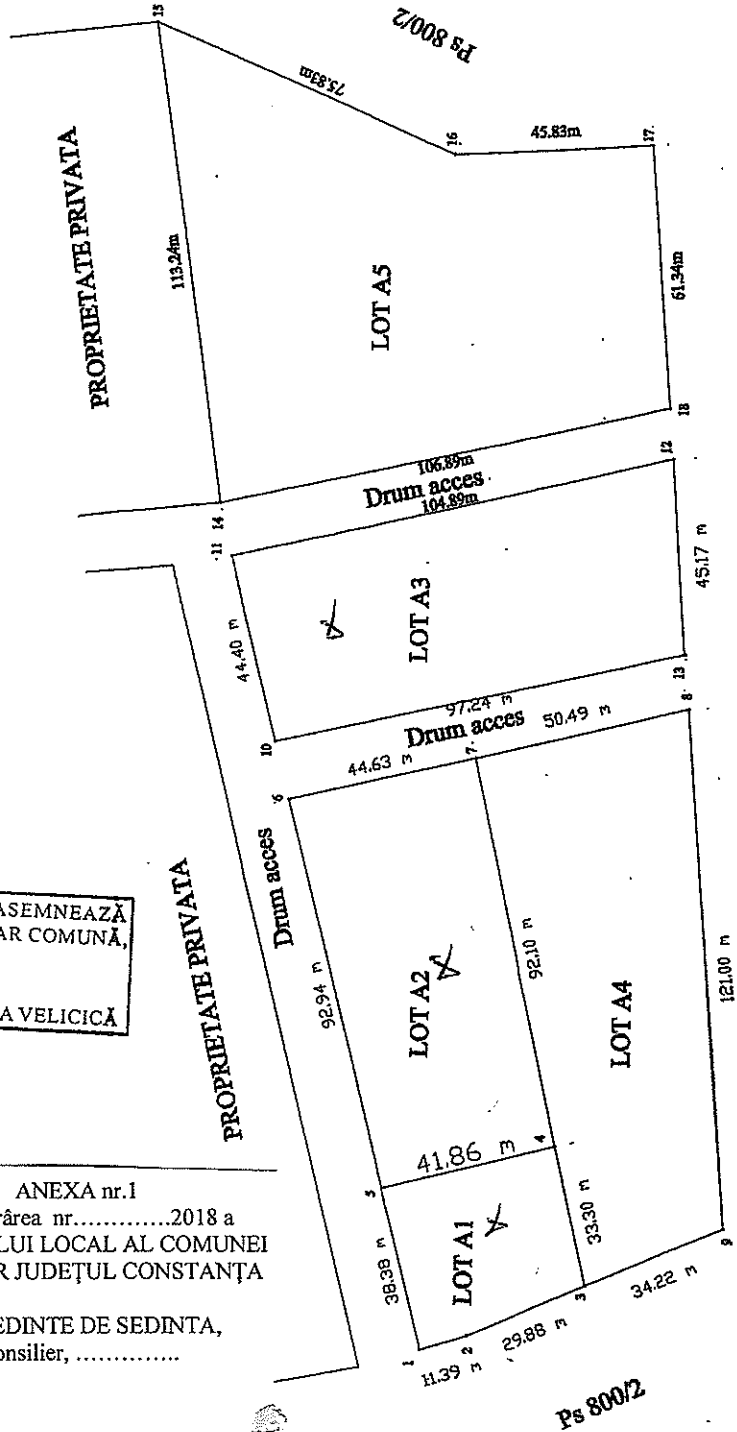 15
Ps 800/2
75.83m
PROPRIETATE PRIVATA
113.24m
16
45.83m
17
LOT A5
61.34m
18
14
106.89m
Drum acces
104.89m
12
11
44.40 m
LOT A3
45.17 m
10
97.24 m
13
Drum acces
50.49 m
8
44.63 m
7
6
Drum acces
PROPRIETATE PRIVATA
92.94 m
LOT A2
92.10 m
LOT A4
121.00 m
41.86 m
4
5
38.38 m
LOT A1
33.30 m
3
34.22 m
9
1
2
11.39 m
29.88 m
Ps 800/2
ASEMNEAZĂ
AR COMUNĂ,
A VELICICĂ
ANEXA nr.1
rârea nr.............2018 a
LUI LOCAL AL COMUNEI
R JUDEŢUL CONSTANŢA
EDINTE DE SEDINTA,
onsilier, ..............